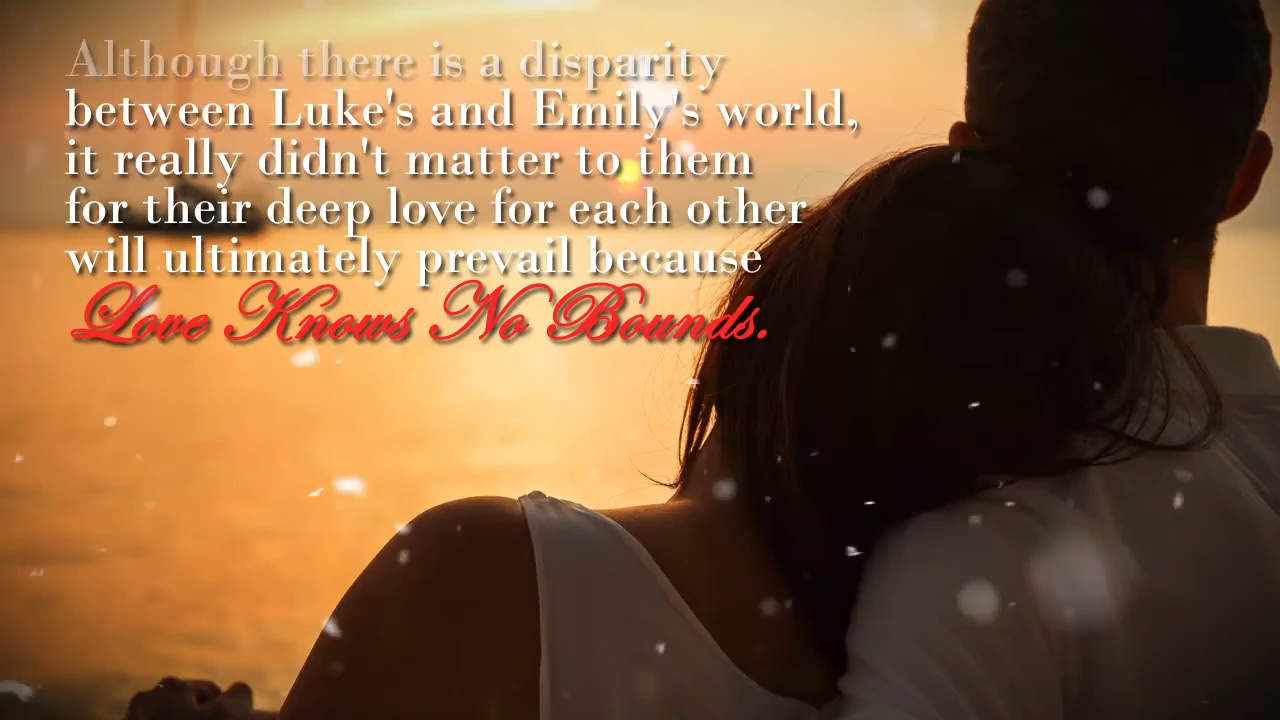 Although there is a disparity
between Luke's and Emily's world,
it really didn't matter to them
for their deep love for each other
will ultimately prevail because
Love Knows No Bounds.